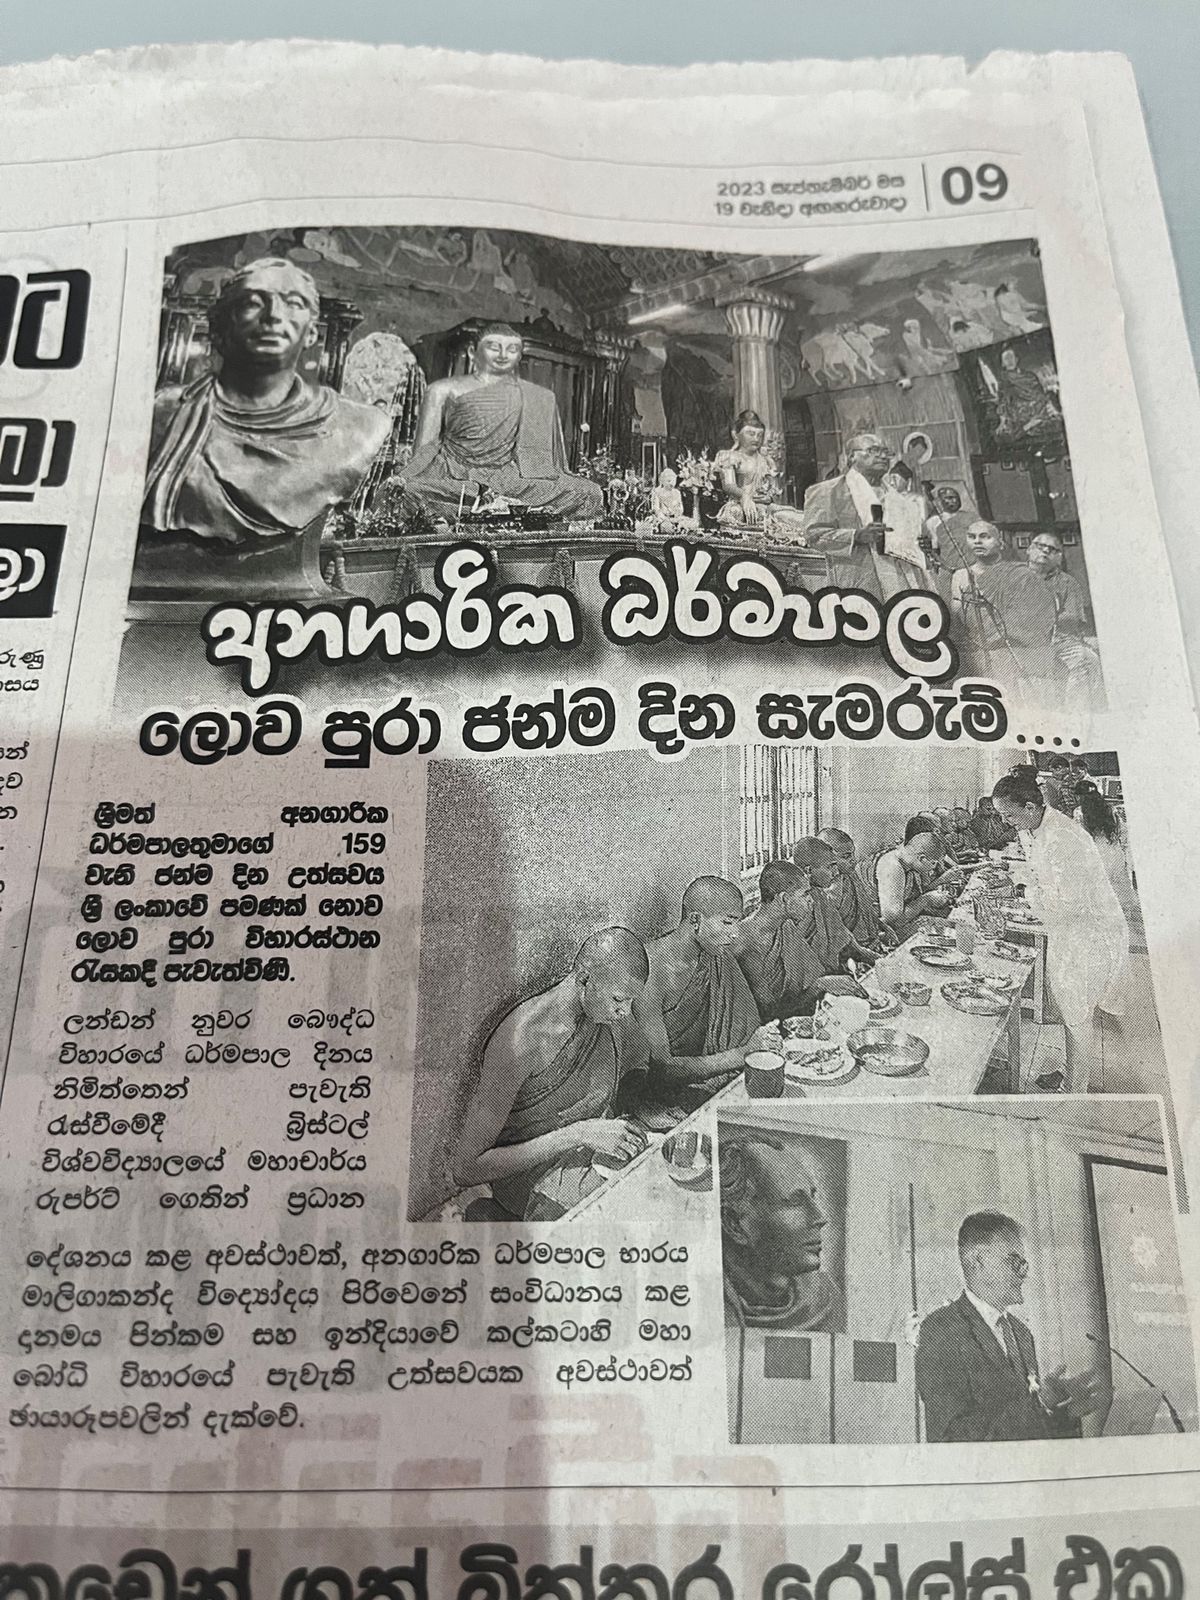 2023 සැප්තැම්බර් මස
19 වැනිදා අඟහරුවාදා
09
අනගාරික ධර්මපාල
ලොව පුරා ජන්ම දින සැමරුම්....
ශ්‍රීමත් අනගාරික
ධර්මපාලතුමාගේ 159
වැනි ජන්ම දින උත්සවය
ශ්‍රී ලංකාවේ පමණක් නොව
ලොව පුරා විහාරස්ථාන
රැසකදී පැවැත්විණි.
ලන්ඩන් නුවර බෞද්ධ
විහාරයේ ධර්මපාල දිනය
නිමිත්තෙන් පැවැති
රැස්වීමේදී බ්‍රිස්ටල්
විශ්වවිද්‍යාලයේ මහාචාර්ය
රුපර්ට් ගෙතින් ප්‍රධාන
දේශනය කළ අවස්ථාවත්, අනගාරික ධර්මපාල භාරය
මාලිගාකන්ද විද්‍යෝදය පිරිවෙනේ සංවිධානය කළ
දානමය පින්කම සහ ඉන්දියාවේ කල්කටාහි මහා
බෝධි විහාරයේ පැවැති උත්සවයක අවස්ථාවත්
ඡායාරූපවලින් දැක්වේ.